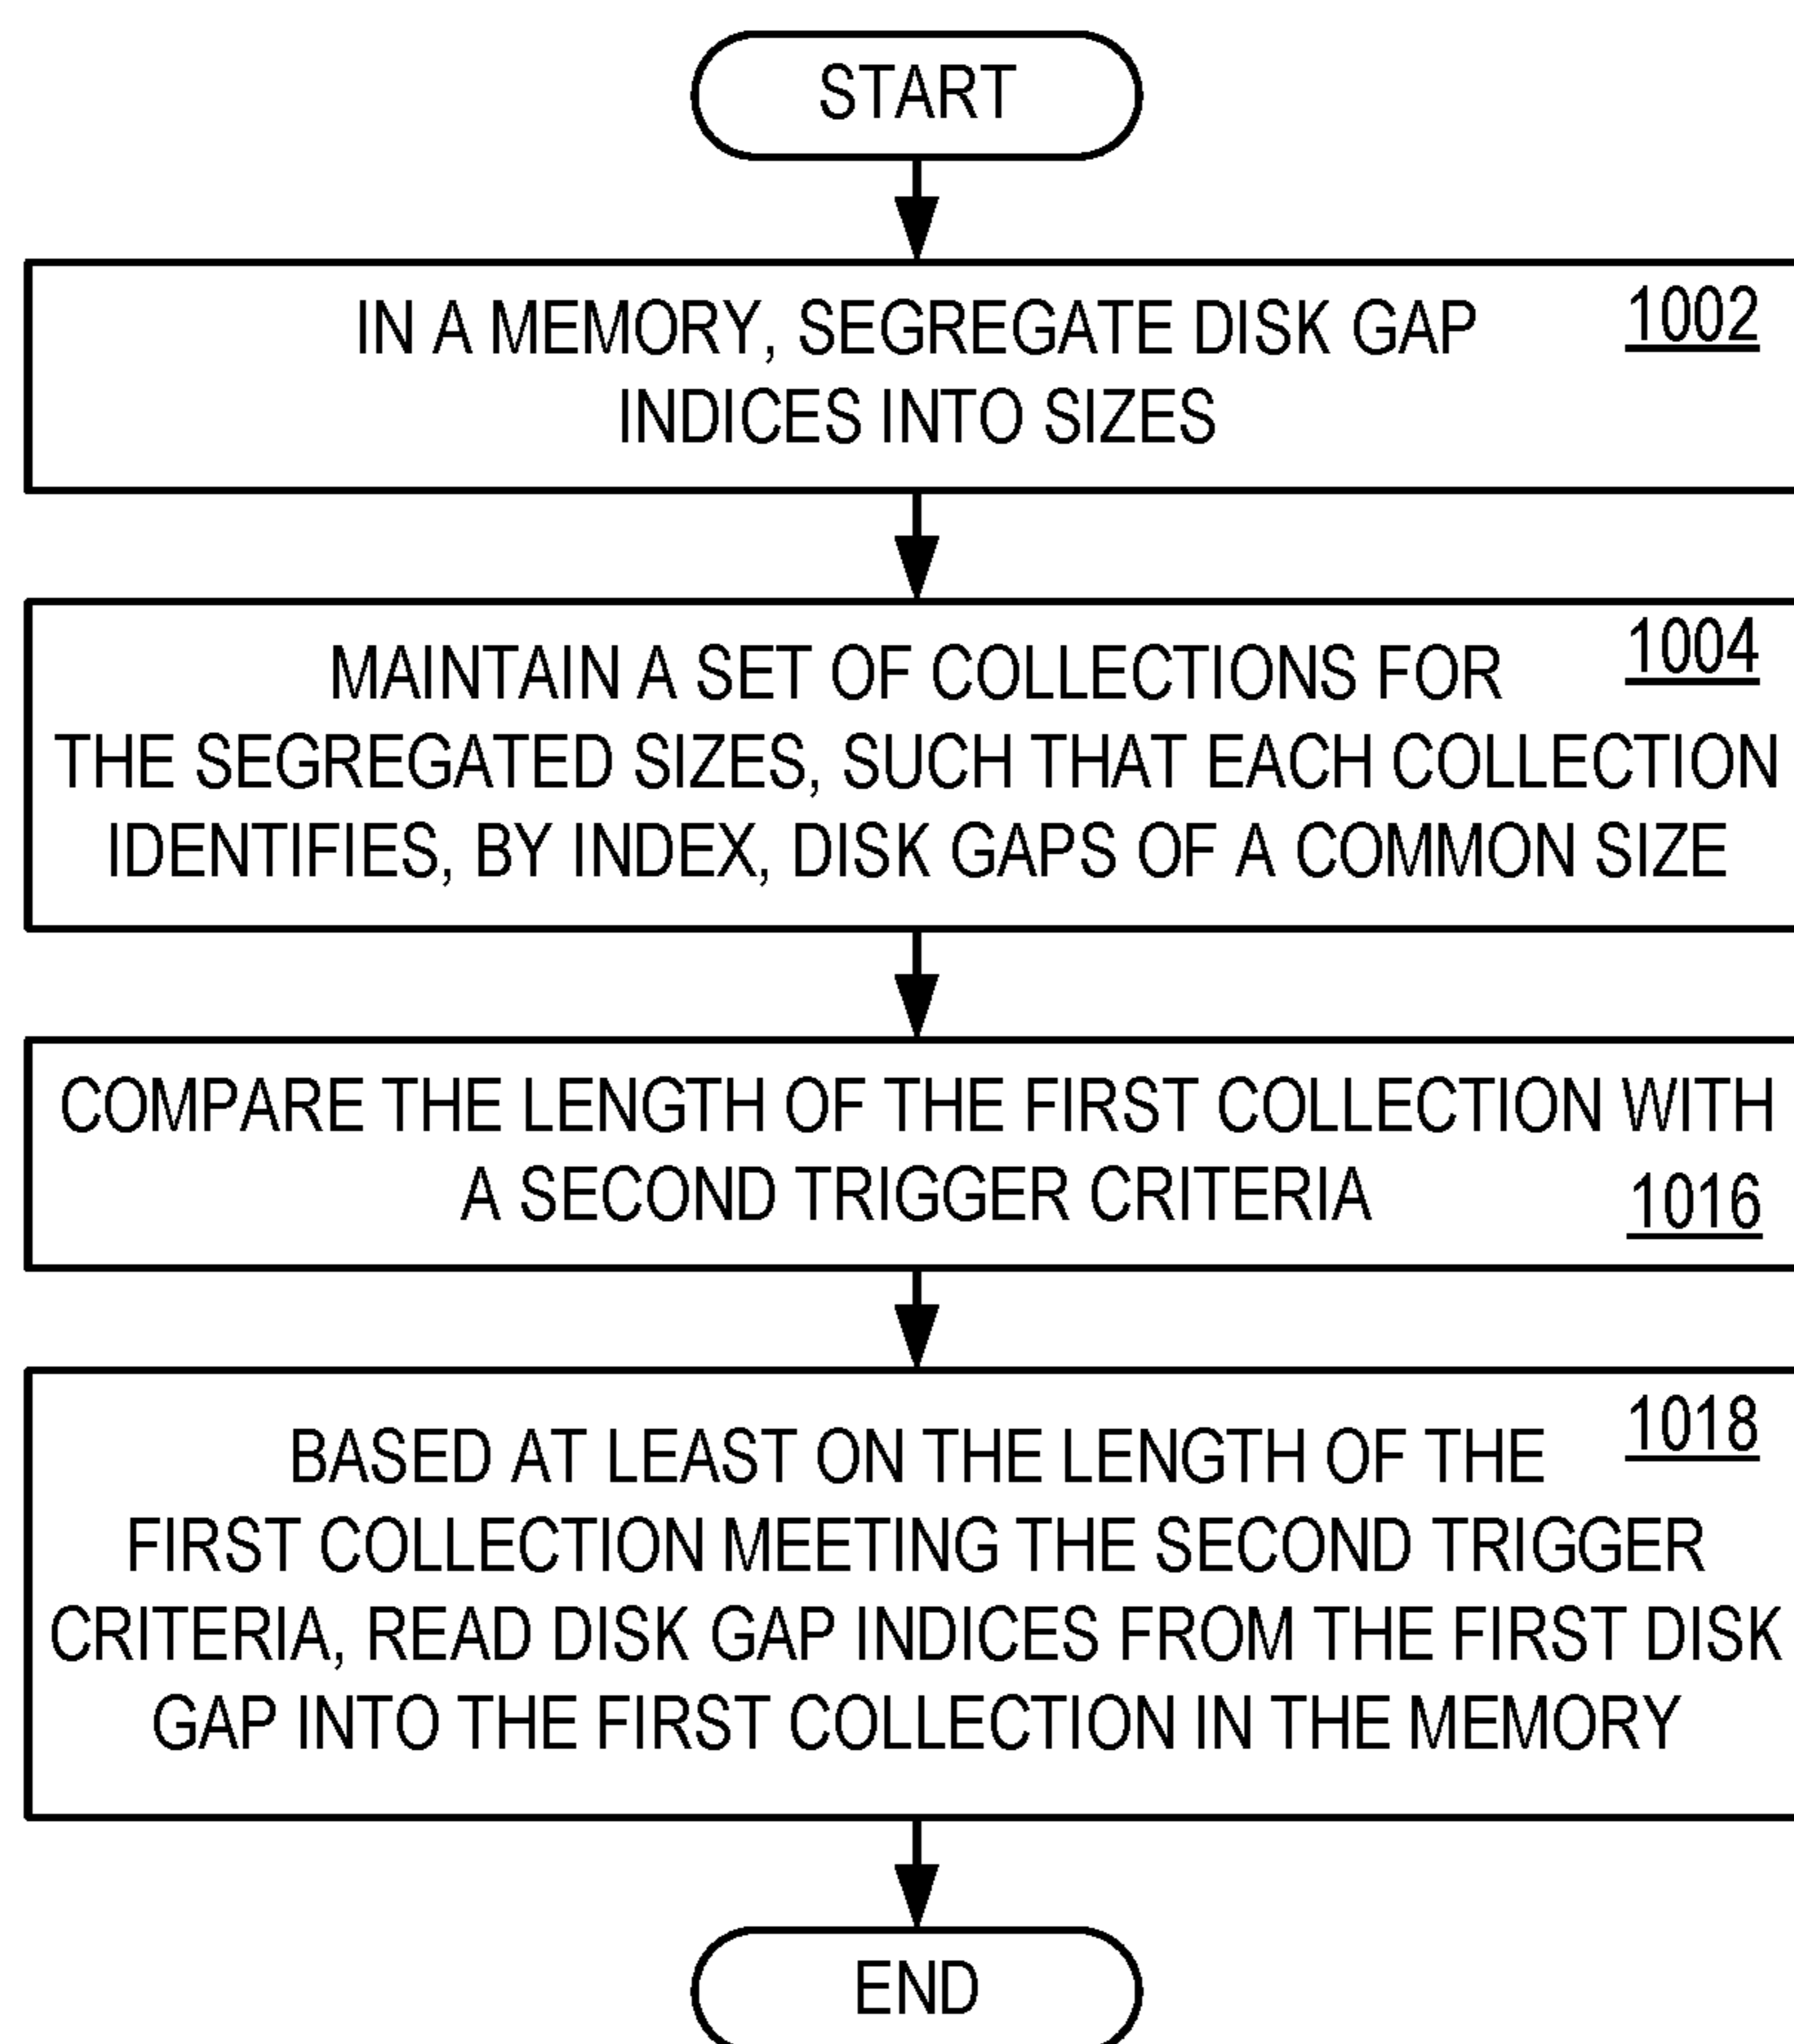 START
IN A MEMORY, SEGREGATE DISK GAP 1002
INDICES INTO SIZES
MAINTAIN A SET OF COLLECTIONS FOR 1004
THE SEGREGATED SIZES, SUCH THAT EACH COLLECTION
IDENTIFIES, BY INDEX, DISK GAPS OF A COMMON SIZE
COMPARE THE LENGTH OF THE FIRST COLLECTION WITH
A SECOND TRIGGER CRITERIA 1016
BASED AT LEAST ON THE LENGTH OF THE 1018
FIRST COLLECTION MEETING THE SECOND TRIGGER
CRITERIA, READ DISK GAP INDICES FROM THE FIRST DISK
GAP INTO THE FIRST COLLECTION IN THE MEMORY
END